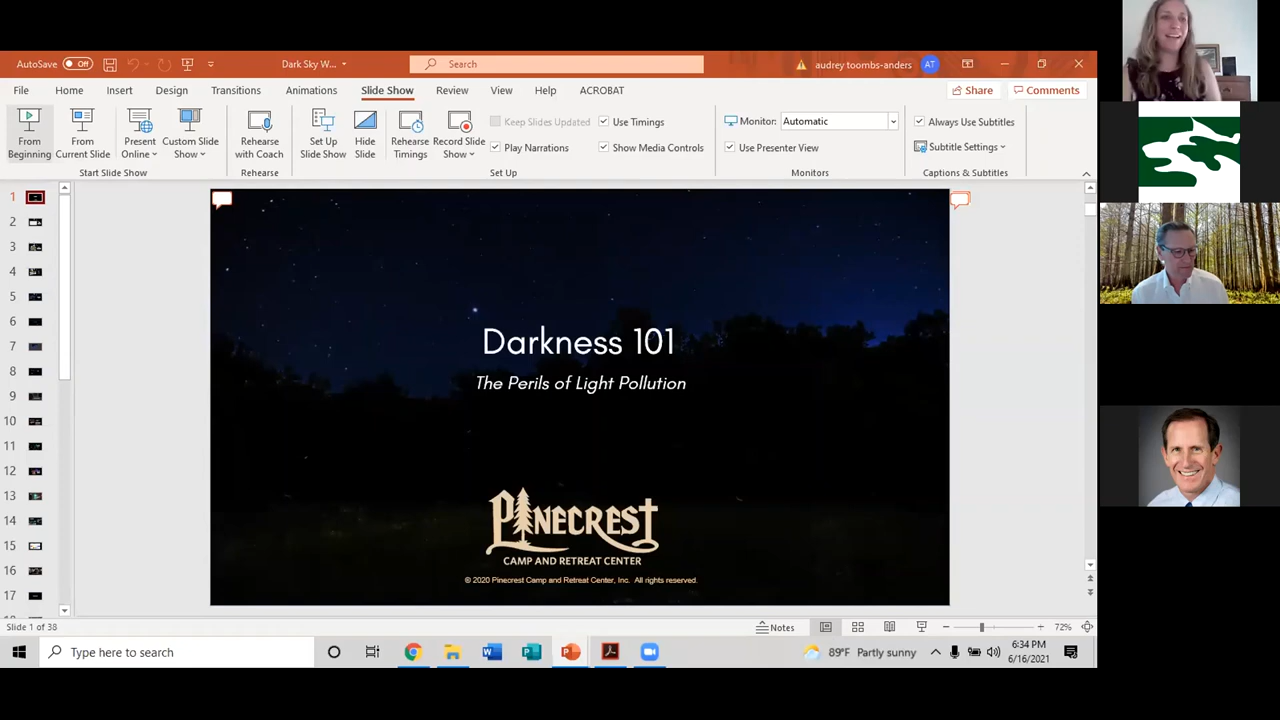 AutoSave Off Dark Sky W... Search audrey toombs-anders AT
File Home Insert Design Transitions Animations Slide Show Review View Help ACROBAT Share Comments
From Beginning
From Current Slide
Present Online
Custom Slide Show
Start Slide Show
Rehearse with Coach
Rehearse
Set Up Slide Show
Hide Slide
Rehearse Timings
Record Slide Show
Keep Slides Updated
Play Narrations
Use Timings
Show Media Controls
Set Up
Monitor: Automatic
Use Presenter View
Monitors
Always Use Subtitles
Subtitle Settings
Captions & Subtitles
1
2
3
4
5
6
7
8
9
10
11
12
13
14
15
16
17
Darkness 101
The Perils of Light Pollution
PINECREST
CAMP AND RETREAT CENTER
© 2020 Pinecrest Camp and Retreat Center, Inc. All rights reserved.
Slide 1 of 38 Notes 72%
Type here to search 89°F Partly sunny 6:34 PM
6/16/2021